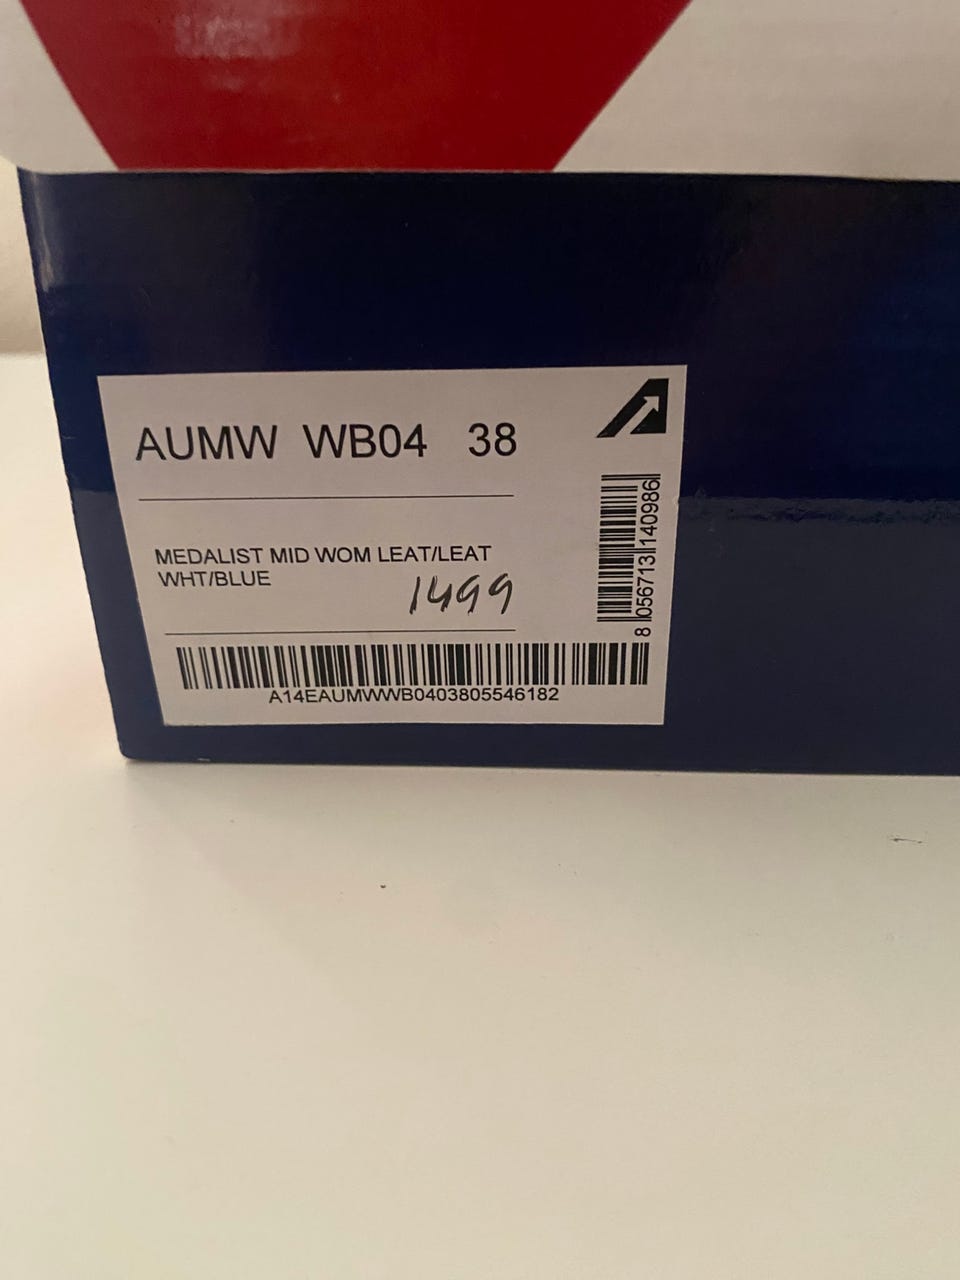 AUMW WB04 38
MEDALIST MID WOM LEAT/LEAT
WHT/BLUE
1499
A14EAUMWWB0403805546182
8 056713 140986